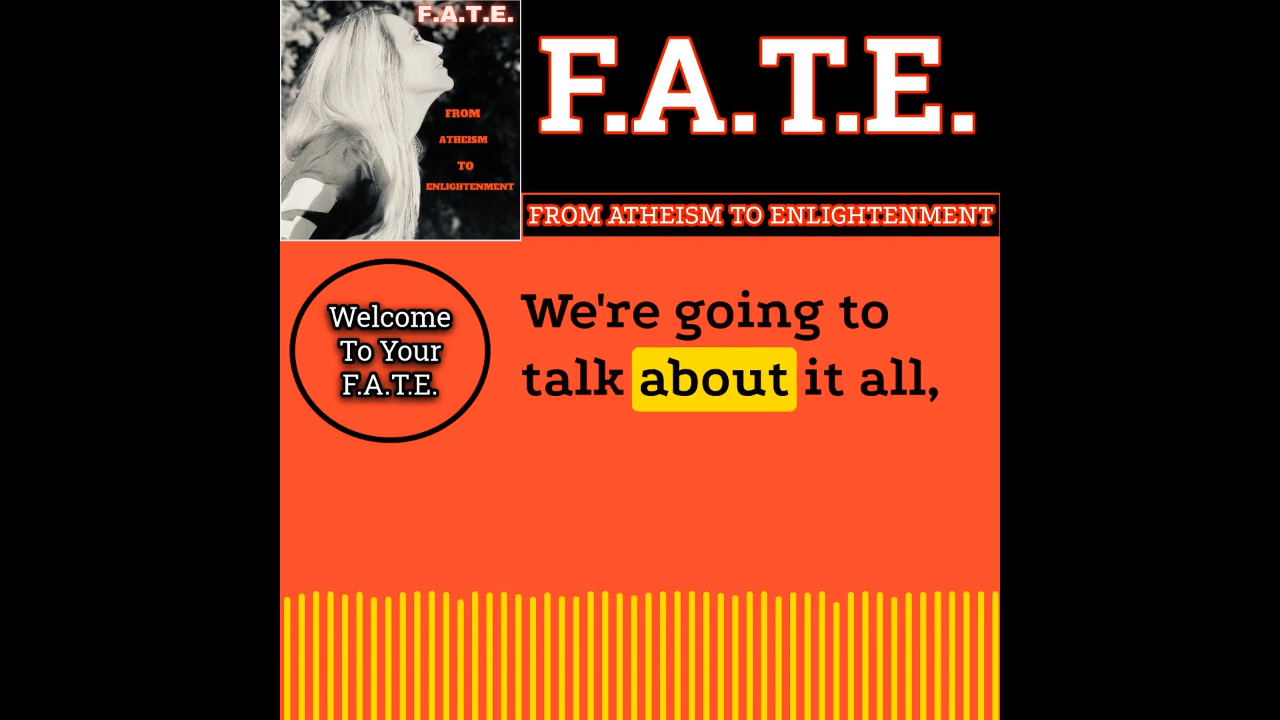 F.A.T.E.
FROM
ATHEISM
TO
ENLIGHTENMENT
F.A.T.E.
FROM ATHEISM TO ENLIGHTENMENT
Welcome
To Your
F.A.T.E.
We're going to
talk about it all,